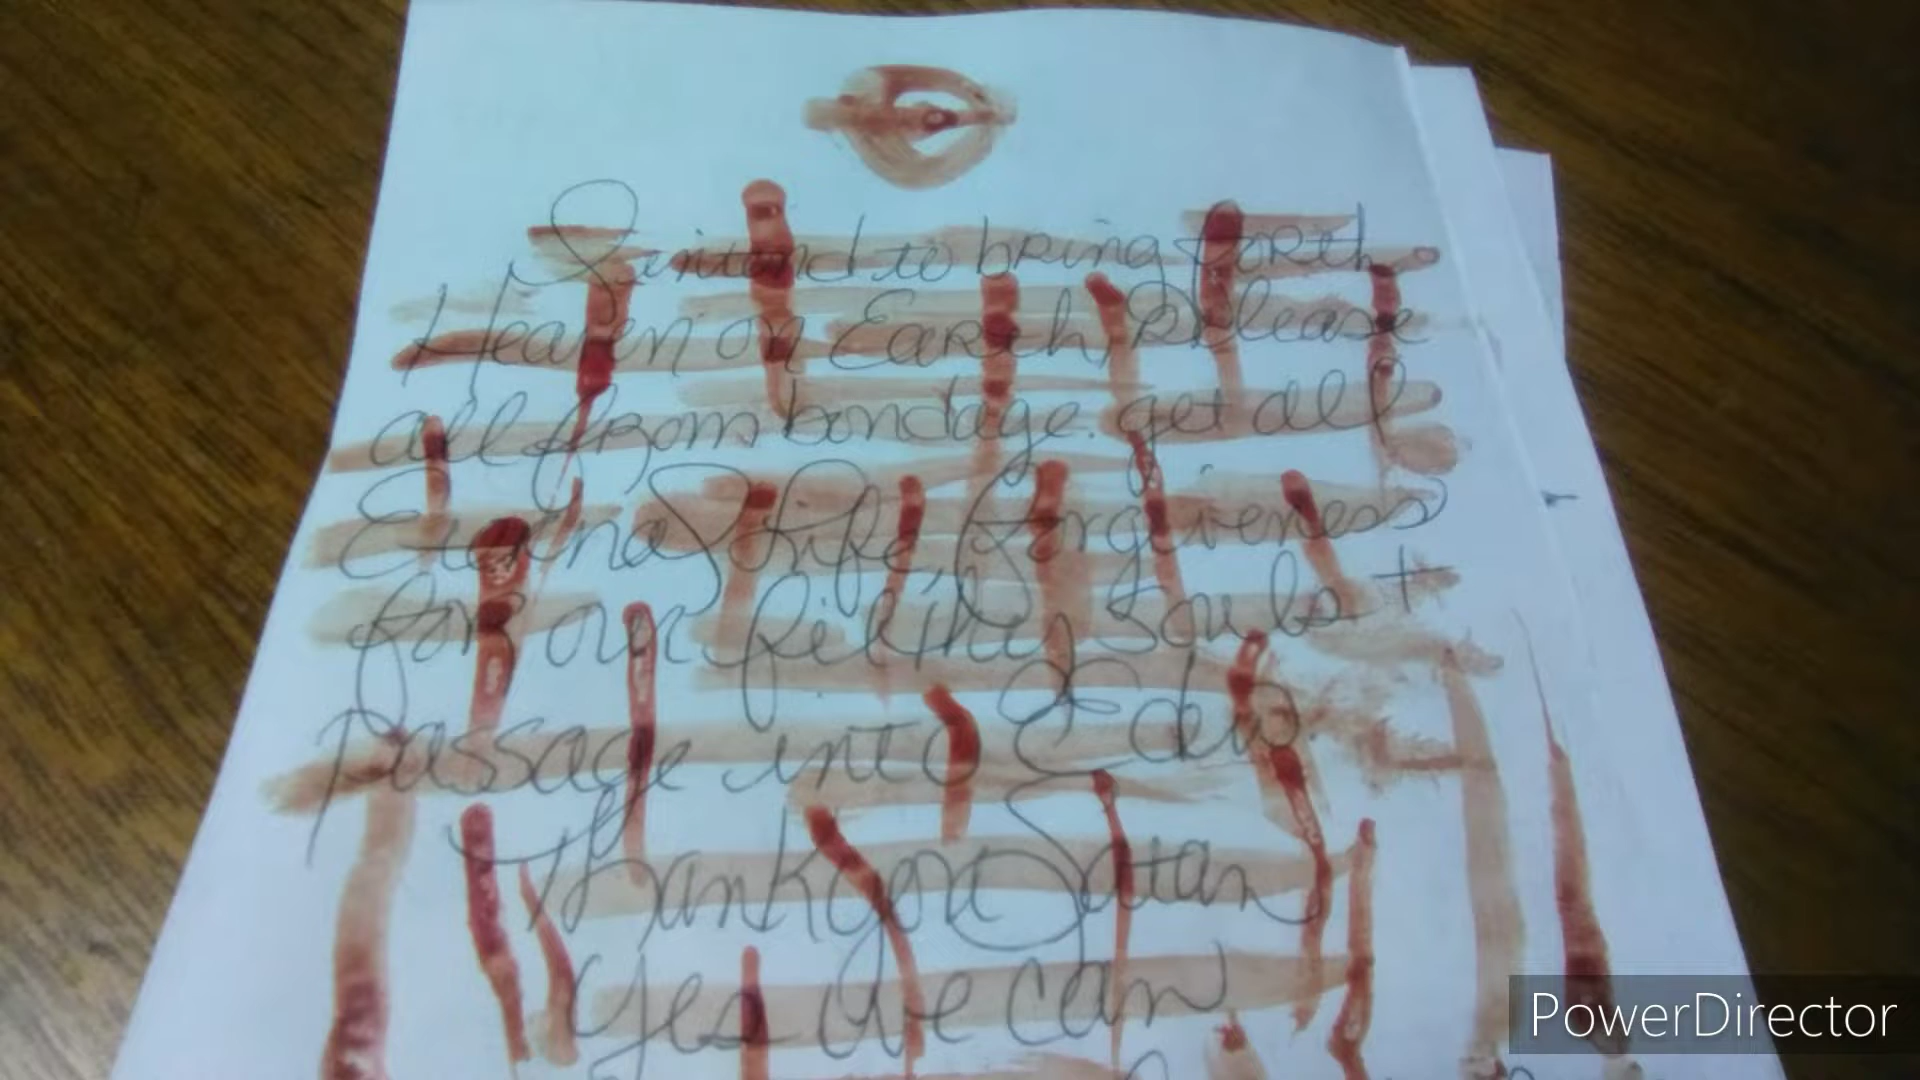 I intend to bring forth
Heaven on Earth, Release
all from bondage. get all
Eternal Life, forgiveness
for our filthy souls +
passage into Eden
Thank you Satan
Yes We Can
PowerDirector